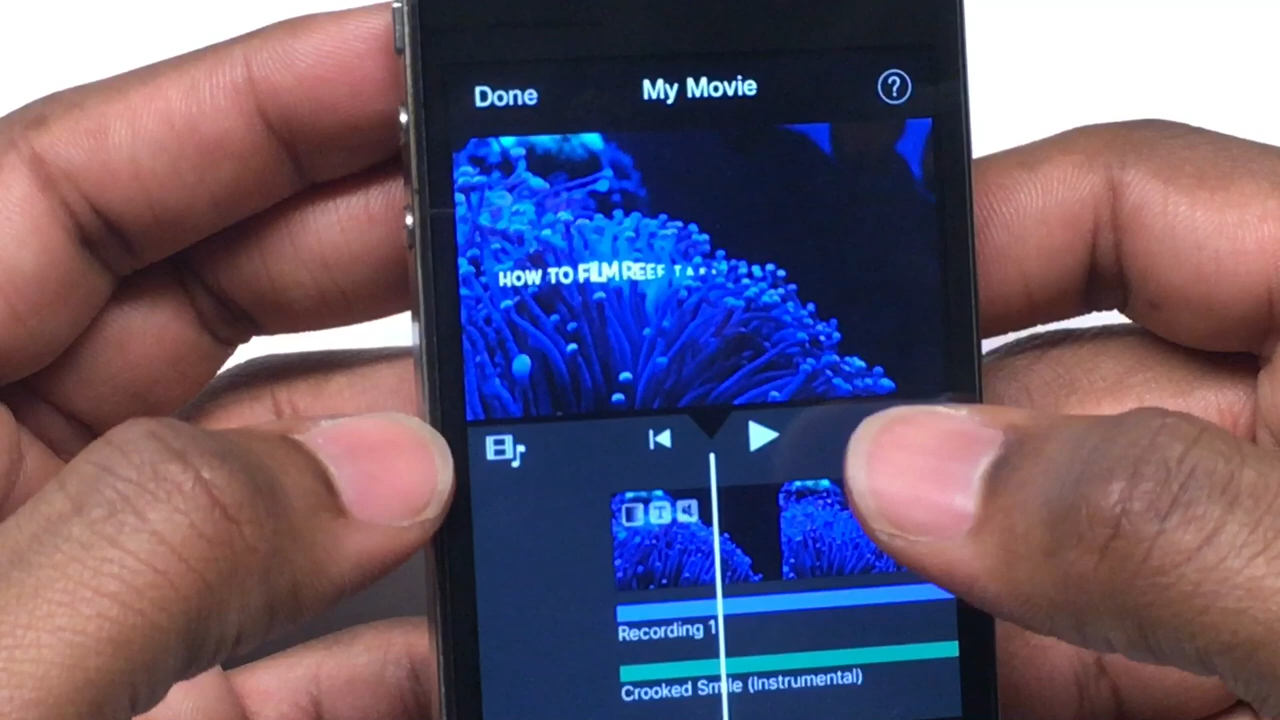 Done
My Movie
?
HOW TO FILM REEF
T
Recording 1
Crooked Smile (Instrumental)